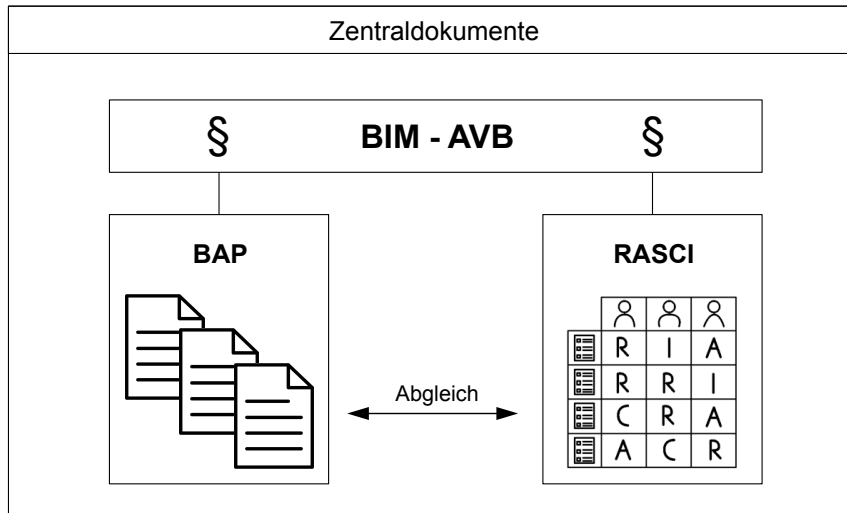 Zentraldokumente
§ BIM - AVB §
BAP
RASCI
R I A
R R I
C R A
A C R
Abgleich